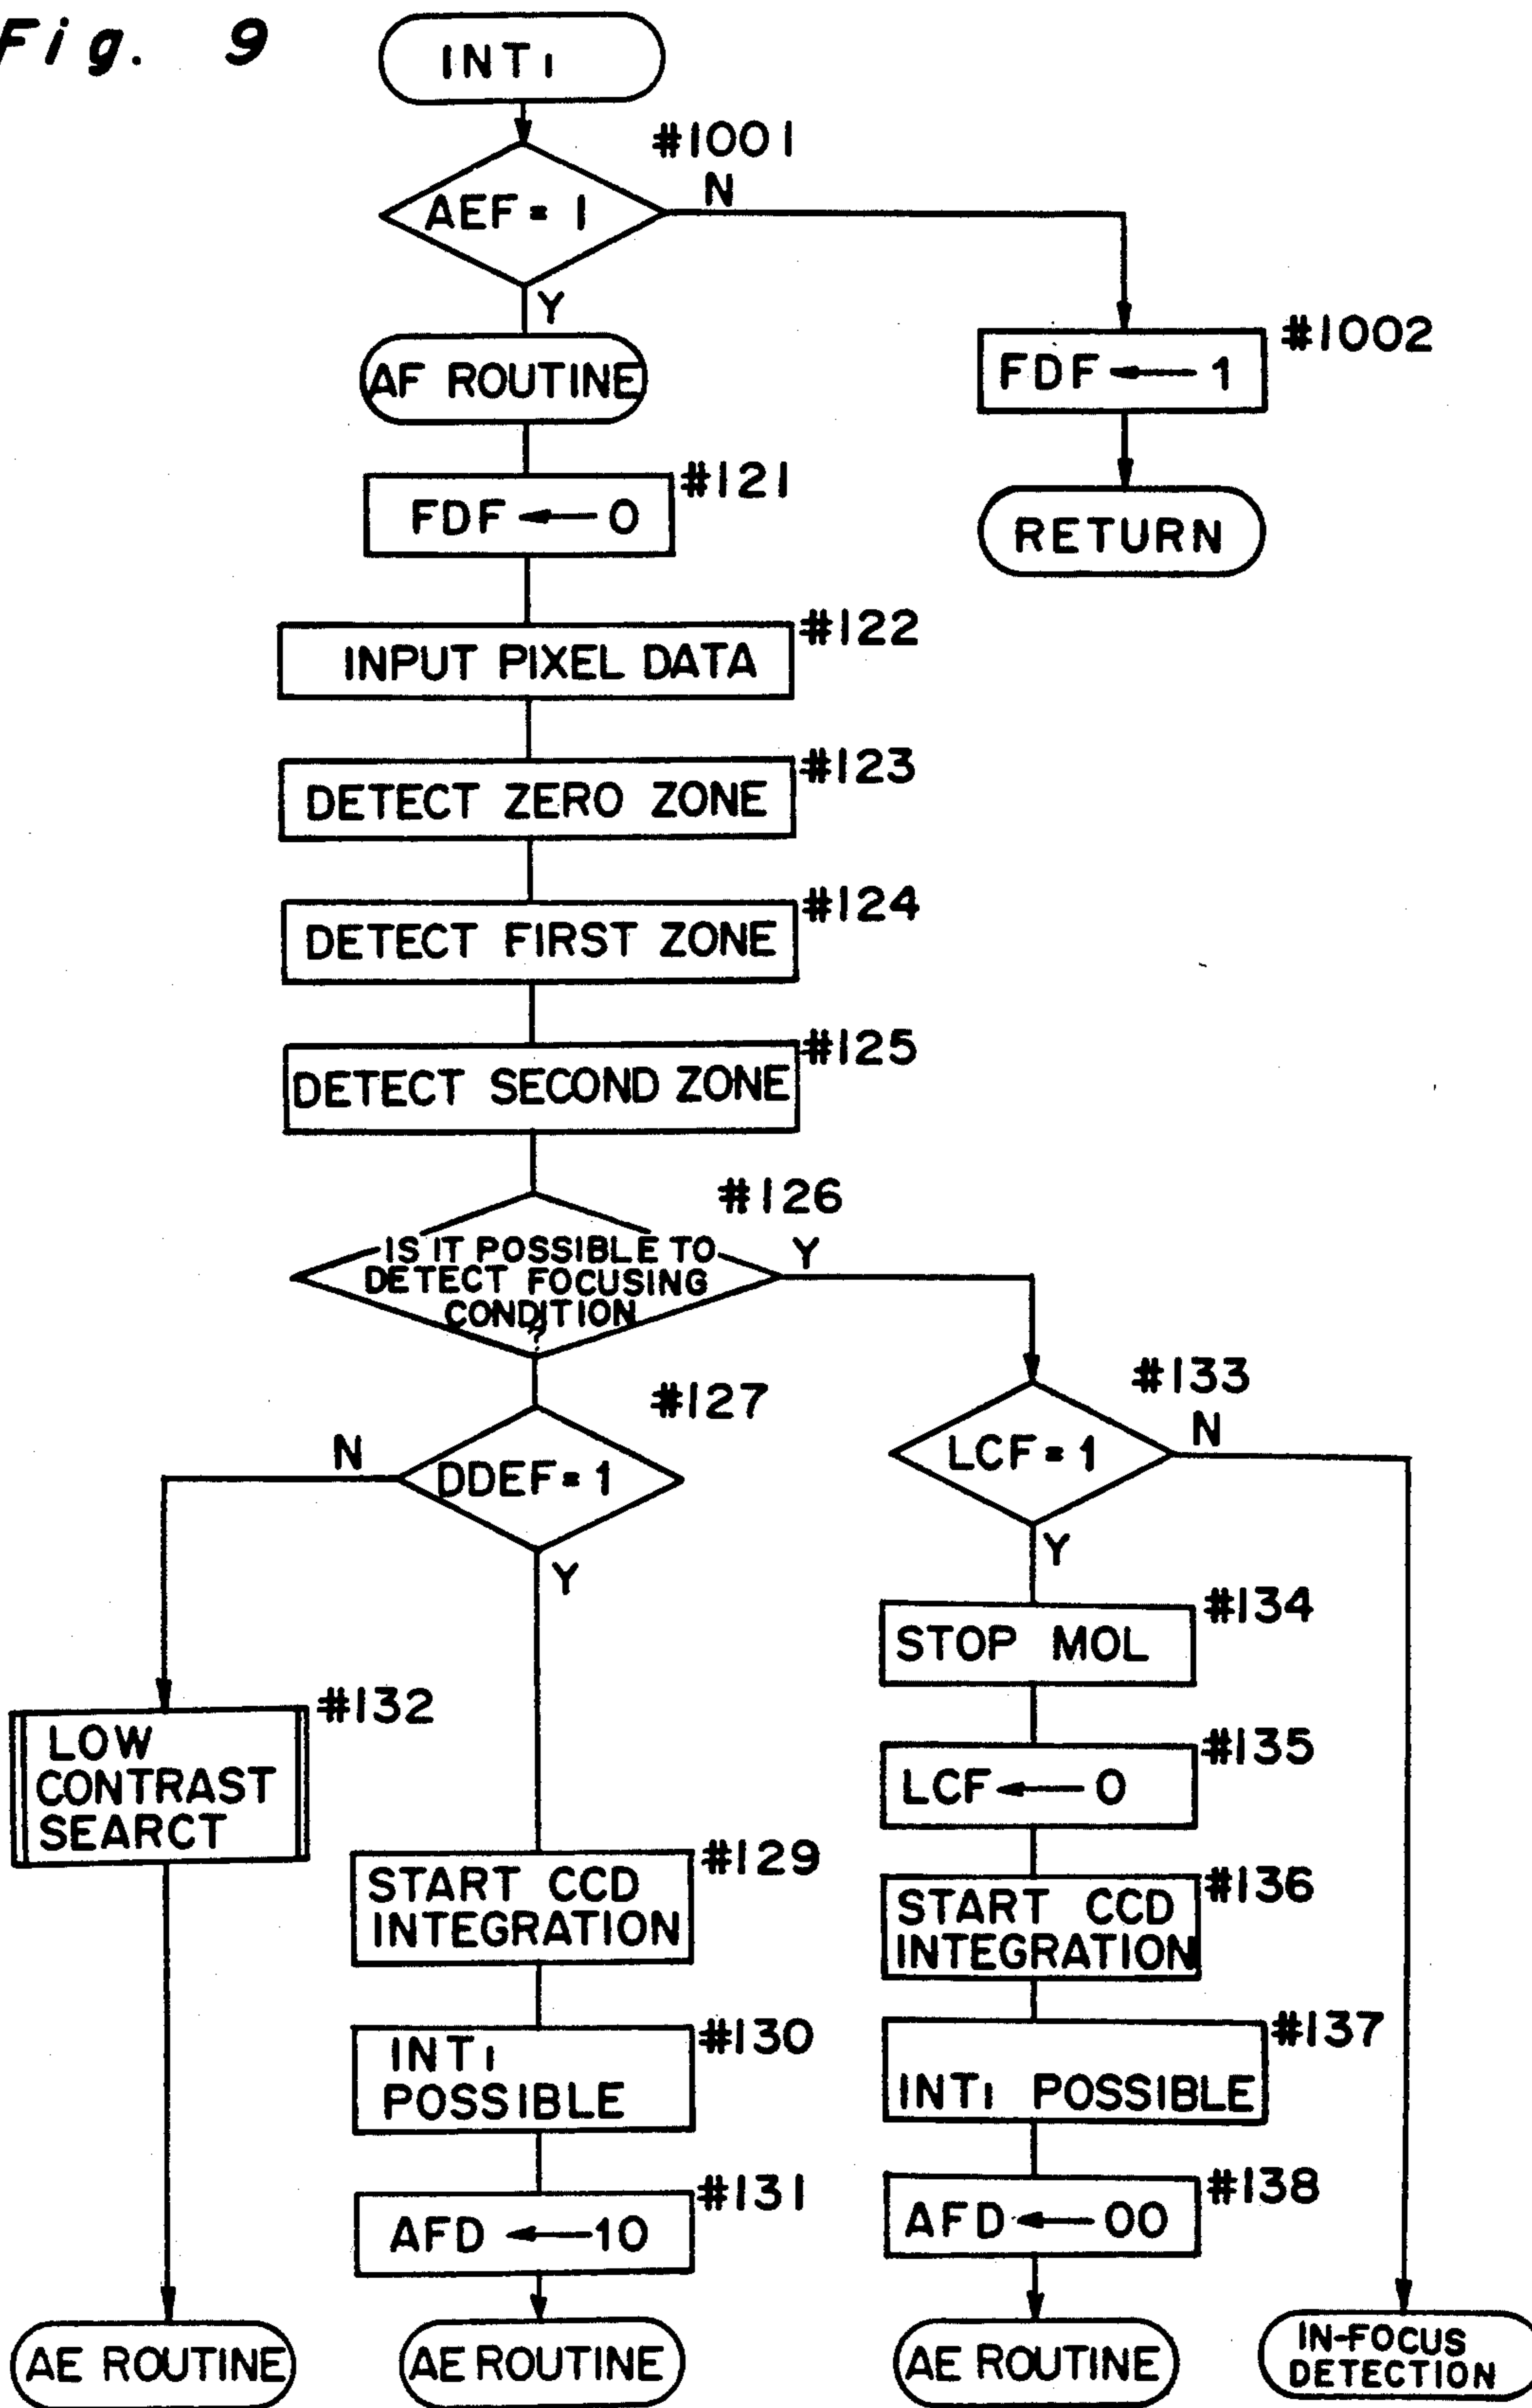 Fig. 9
INT1
#1001
AEF = 1
N
Y
AF ROUTINE
#1002
FDF ← 1
RETURN
#121
FDF ← 0
#122
INPUT PIXEL DATA
#123
DETECT ZERO ZONE
#124
DETECT FIRST ZONE
#125
DETECT SECOND ZONE
#126
IS IT POSSIBLE TO
DETECT FOCUSING
CONDITION
?
Y
#127
DDEF = 1
N
Y
#133
LCF = 1
N
Y
#134
STOP MOL
#132
LOW
CONTRAST
SEARCT
#135
LCF ← 0
#129
START CCD
INTEGRATION
#136
START CCD
INTEGRATION
#130
INT1
POSSIBLE
#137
INT1 POSSIBLE
#131
AFD ← 10
#138
AFD ← 00
AE ROUTINE
AE ROUTINE
AE ROUTINE
IN-FOCUS
DETECTION